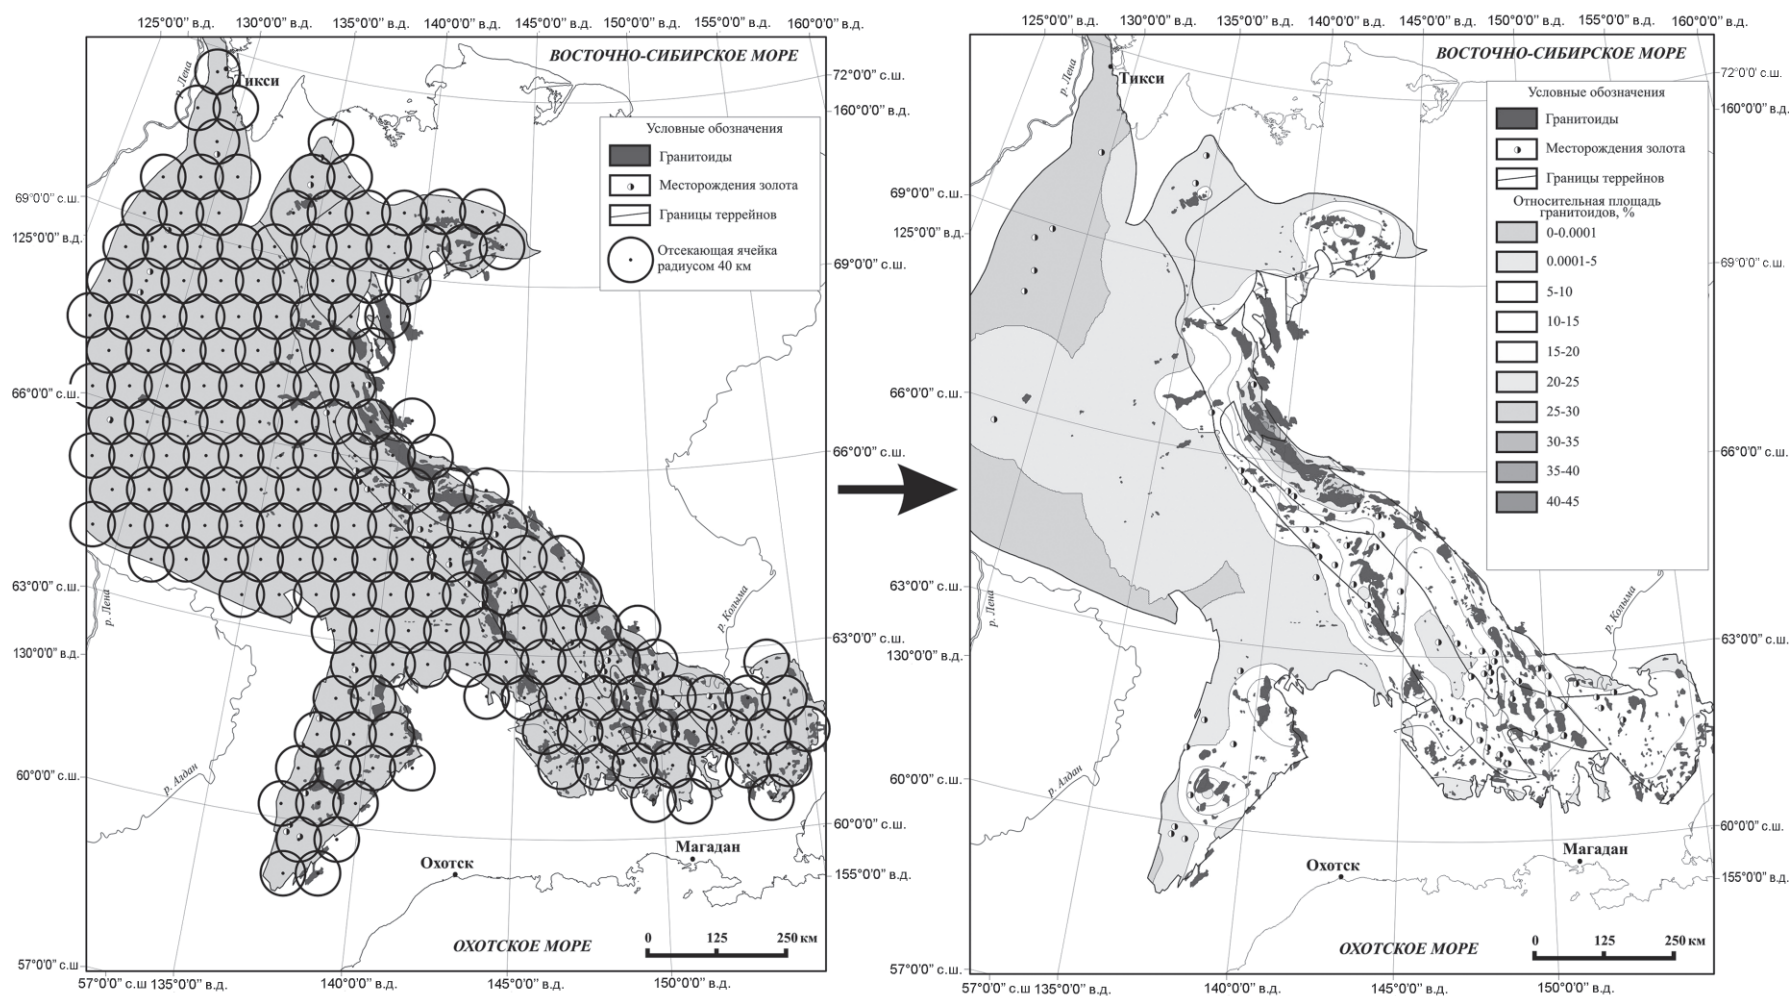 125°0'0" в.д.
130°0'0" в.д.
135°0'0" в.д.
140°0'0" в.д.
145°0'0" в.д.
150°0'0" в.д.
155°0'0" в.д.
160°0'0" в.д.
ВОСТОЧНО-СИБИРСКОЕ МОРЕ
р. Лена
Тикси
72°0'0" с.ш.
160°0'0" в.д.
Условные обозначения
Гранитоиды
Месторождения золота
Границы террейнов
Отсекающая ячейка
радиусом 40 км
69°0'0" с.ш.
125°0'0" в.д.
69°0'0" с.ш.
66°0'0" с.ш.
66°0'0" с.ш.
63°0'0" с.ш.
р. Лена
р. Колыма
63°0'0" с.ш.
130°0'0" в.д.
60°0'0" с.ш.
р. Алдан
60°0'0" с.ш.
Магадан
Охотск
155°0'0" в.д.
ОХОТСКОЕ МОРЕ
0 125 250 км
57°0'0" с.ш
57°0'0" с.ш
135°0'0" в.д.
140°0'0" в.д.
145°0'0" в.д.
150°0'0" в.д.
125°0'0" в.д.
130°0'0" в.д.
135°0'0" в.д.
140°0'0" в.д.
145°0'0" в.д.
150°0'0" в.д.
155°0'0" в.д.
160°0'0" в.д.
ВОСТОЧНО-СИБИРСКОЕ МОРЕ
р. Лена
Тикси
72°0'0" с.ш.
160°0'0" в.д.
Условные обозначения
Гранитоиды
Месторождения золота
Границы террейнов
Относительная площадь
гранитоидов, %
0-0.0001
0.0001-5
5-10
10-15
15-20
20-25
25-30
30-35
35-40
40-45
69°0'0" с.ш.
125°0'0" в.д.
69°0'0" с.ш.
66°0'0" с.ш.
66°0'0" с.ш.
63°0'0" с.ш.
р. Лена
р. Колыма
63°0'0" с.ш.
130°0'0" в.д.
60°0'0" с.ш.
р. Алдан
60°0'0" с.ш.
Магадан
Охотск
155°0'0" в.д.
ОХОТСКОЕ МОРЕ
0 125 250 км
57°0'0" с.ш.
57°0'0" с.ш
135°0'0" в.д.
140°0'0" в.д.
145°0'0" в.д.
150°0'0" в.д.